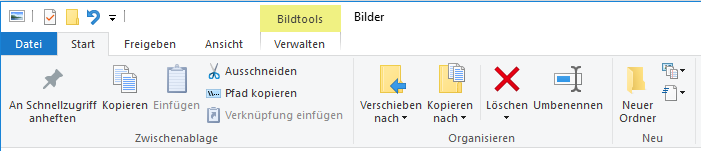 Bildtools
Bilder
Datei
Start
Freigeben
Ansicht
Verwalten
An Schnellzugriff
anheften
Kopieren
Einfügen
Ausschneiden
Pfad kopieren
Verknüpfung einfügen
Zwischenablage
Verschieben
nach
Kopieren
nach
Löschen
Umbenennen
Organisieren
Neuer
Ordner
Neu